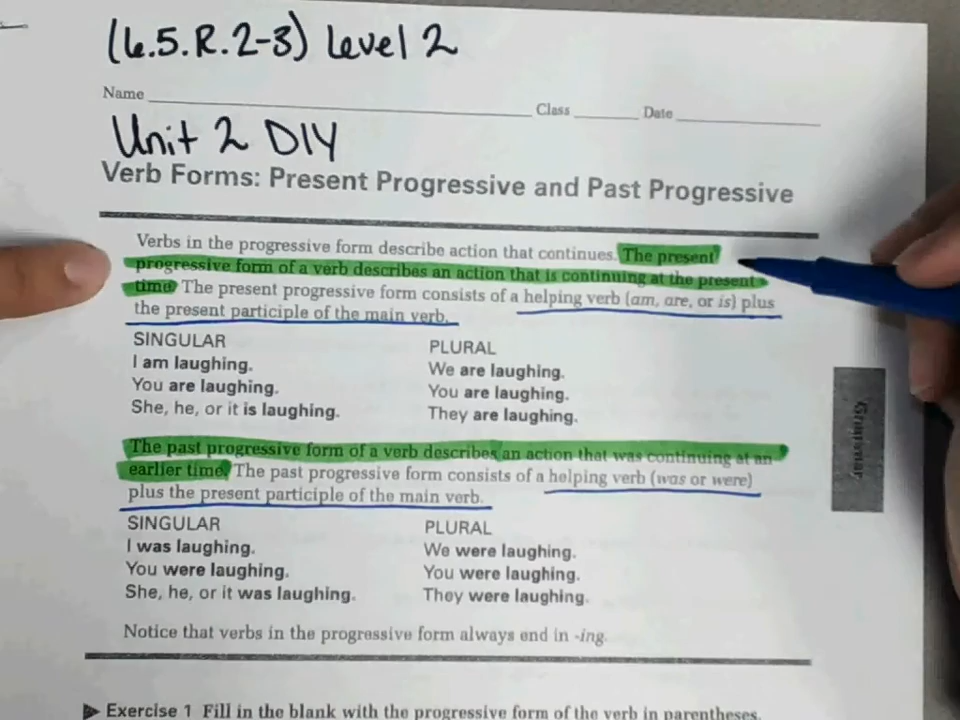 (6.5.R.2-3) Level 2
Name Class Date
Unit 2 DIY
Verb Forms: Present Progressive and Past Progressive
Verbs in the progressive form describe action that continues. The present
progressive form of a verb describes an action that is continuing at the present
time. The present progressive form consists of a helping verb (am, are, or is) plus
the present participle of the main verb.
SINGULAR PLURAL
I am laughing. We are laughing.
You are laughing. You are laughing.
She, he, or it is laughing. They are laughing.
Grammar
The past progressive form of a verb describes an action that was continuing at an
earlier time. The past progressive form consists of a helping verb (was or were)
plus the present participle of the main verb.
SINGULAR PLURAL
I was laughing. We were laughing.
You were laughing. You were laughing.
She, he, or it was laughing. They were laughing.
Notice that verbs in the progressive form always end in -ing.
▶ Exercise 1 Fill in the blank with the progressive form of the verb in parentheses.